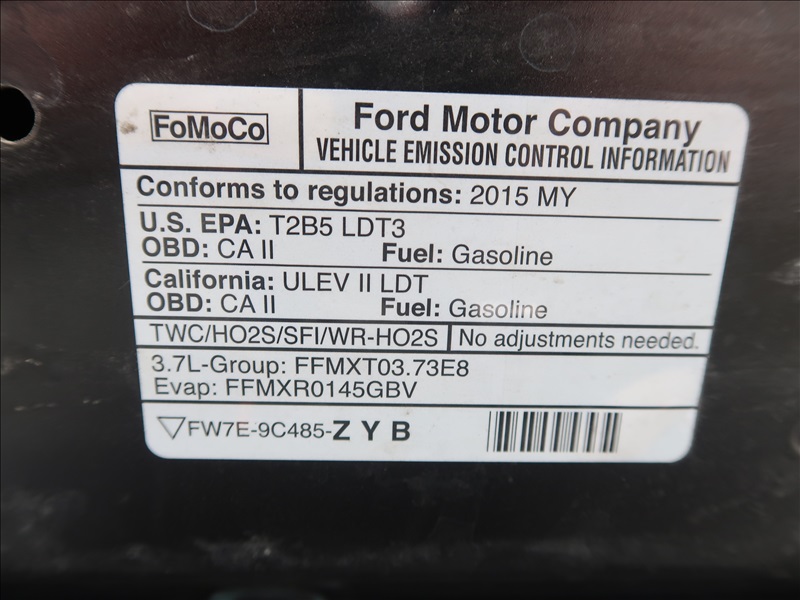 FoMoCo
Ford Motor Company
VEHICLE EMISSION CONTROL INFORMATION
Conforms to regulations: 2015 MY
U.S. EPA: T2B5 LDT3
OBD: CA II Fuel: Gasoline
California: ULEV II LDT
OBD: CA II Fuel: Gasoline
TWC/HO2S/SFI/WR-HO2S No adjustments needed.
3.7L-Group: FFMXT03.73E8
Evap: FFMXR0145GBV
FW7E-9C485-Z Y B